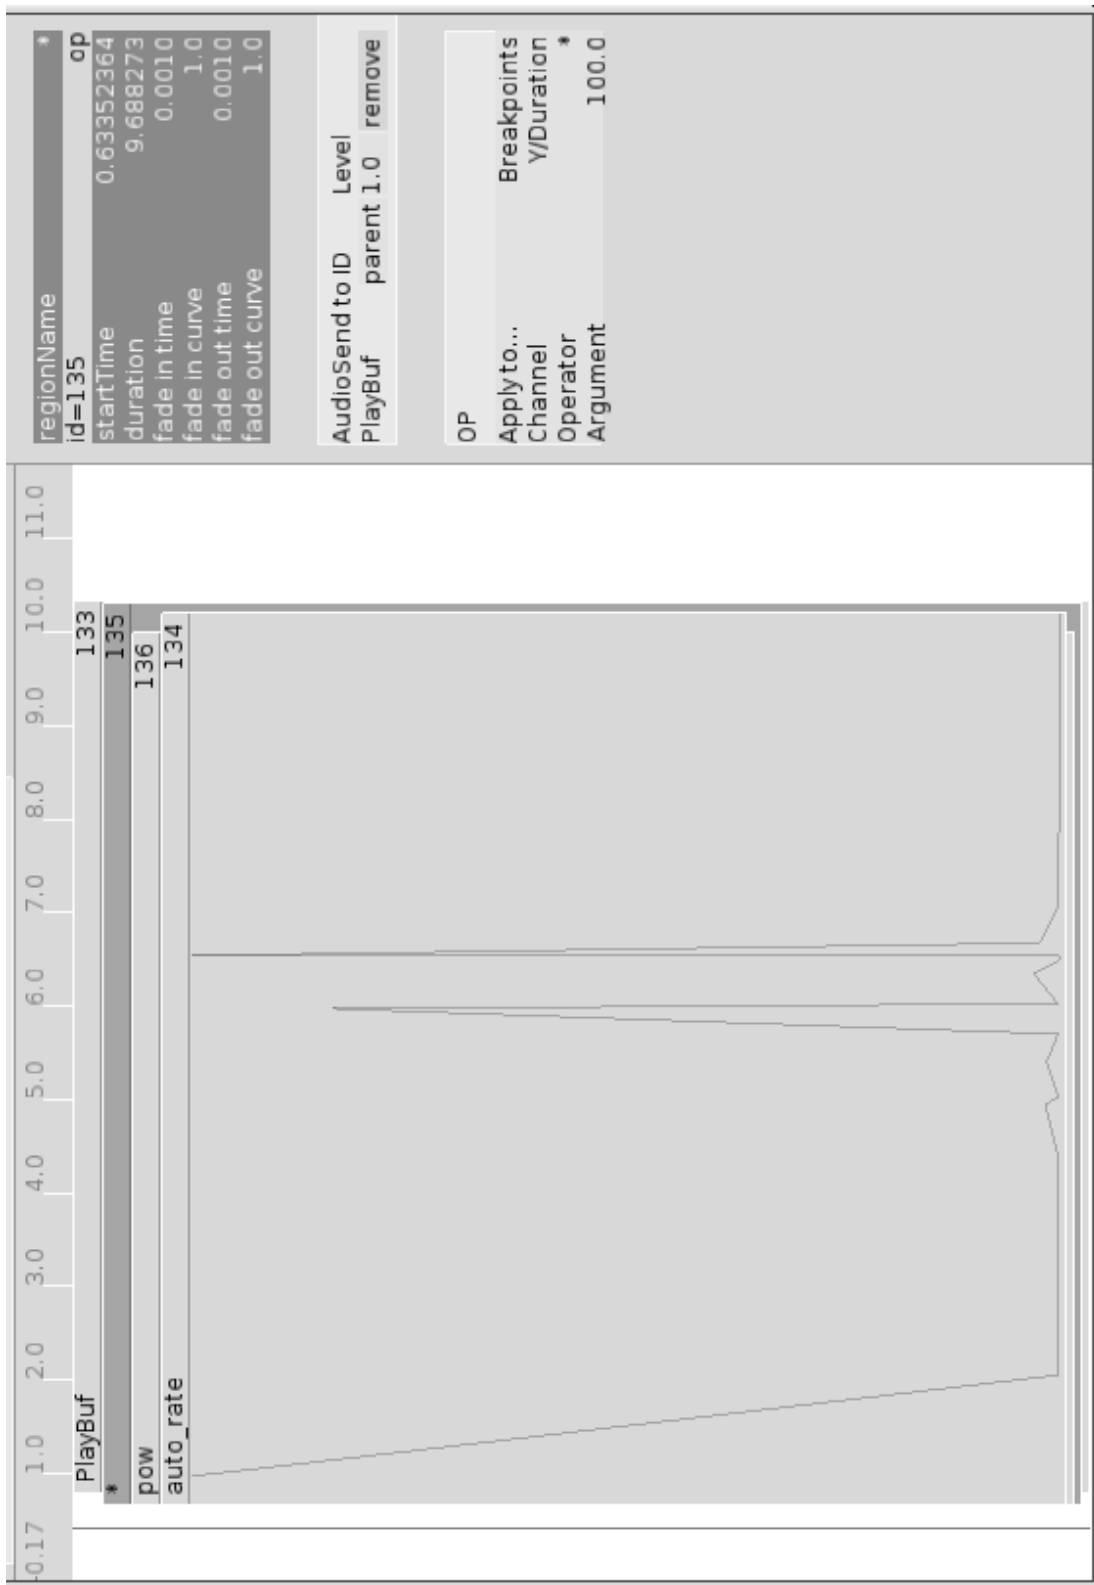 -0.17 1.0 2.0 3.0 4.0 5.0 6.0 7.0 8.0 9.0 10.0 11.0
PlayBuf 133
* 135
pow 136
auto_rate 134
regionName *
id=135 op
startTime 0.63352364
duration 9.688273
fade in time 0.0010
fade in curve 1.0
fade out time 0.0010
fade out curve 1.0
AudioSend to ID Level
PlayBuf parent 1.0 remove
OP
Apply to... Breakpoints
Channel Y/Duration
Operator *
Argument 100.0